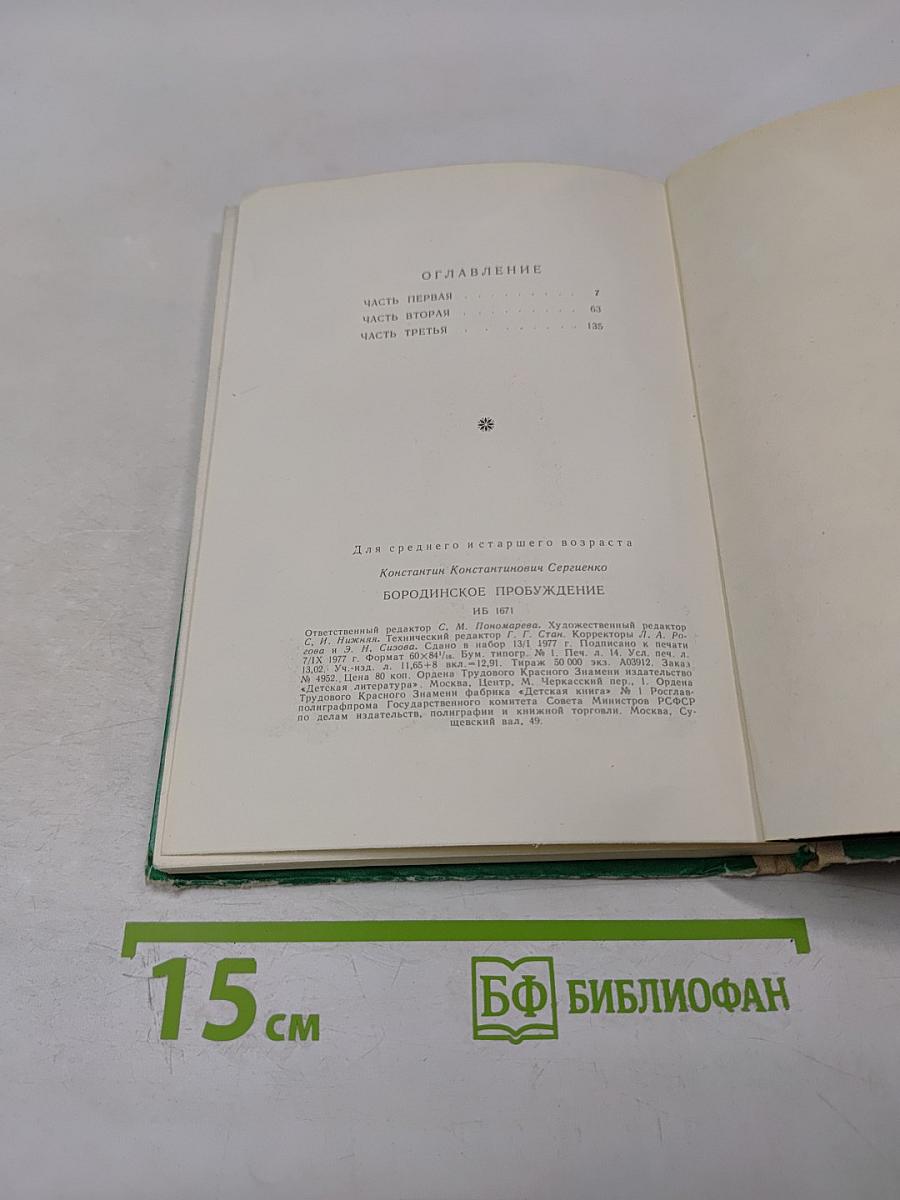 ОГЛАВЛЕНИЕ
ЧАСТЬ ПЕРВАЯ . . . . . . . . 7
ЧАСТЬ ВТОРАЯ . . . . . . . . 63
ЧАСТЬ ТРЕТЬЯ . . . . . . . . 135
Для среднего и старшего возраста
Константин Константинович Сергиенко
БОРОДИНСКОЕ ПРОБУЖДЕНИЕ
ИБ 1671
Ответственный редактор С. М. Пономарева. Художественный редактор
С. И. Нижняя. Технический редактор Г. Г. Стан. Корректоры Л. А. Ро-
гова и Э. Н. Сизова. Сдано в набор 13/I 1977 г. Подписано к печати
7/IX 1977 г. Формат 60×84¹/₁₆. Бум. типогр. № 1. Печ. л. 14. Усл. печ. л.
13,02. Уч.-изд. л. 11,65+8 вкл.=12,91. Тираж 50 000 экз. А03912. Заказ
№ 4952. Цена 80 коп. Ордена Трудового Красного Знамени издательство
«Детская литература». Москва, Центр, М. Черкасский пер., 1. Ордена
Трудового Красного Знамени фабрика «Детская книга» № 1 Росглав-
полиграфпрома Государственного комитета Совета Министров РСФСР
по делам издательств, полиграфии и книжной торговли. Москва, Су-
щевский вал, 49.
15 см
БФ БИБЛИОФАН